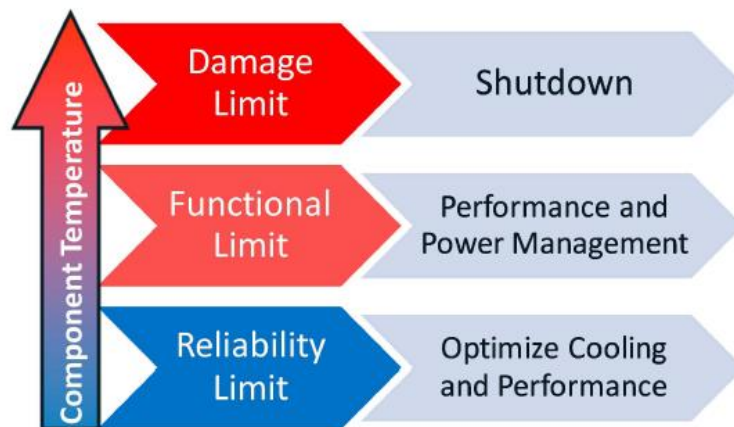 Component Temperature
Damage
Limit
Shutdown
Functional
Limit
Performance and
Power Management
Reliability
Limit
Optimize Cooling
and Performance